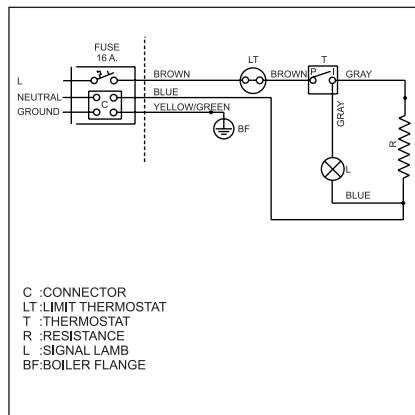 FUSE
16 A.
L
BROWN
LT
BROWN
T
P I
GRAY
NEUTRAL
BLUE
C
GROUND
YELLOW/GREEN
BF
GRAY
R
L
BLUE
C :CONNECTOR
LT :LIMIT THERMOSTAT
T :THERMOSTAT
R :RESISTANCE
L :SIGNAL LAMB
BF:BOILER FLANGE